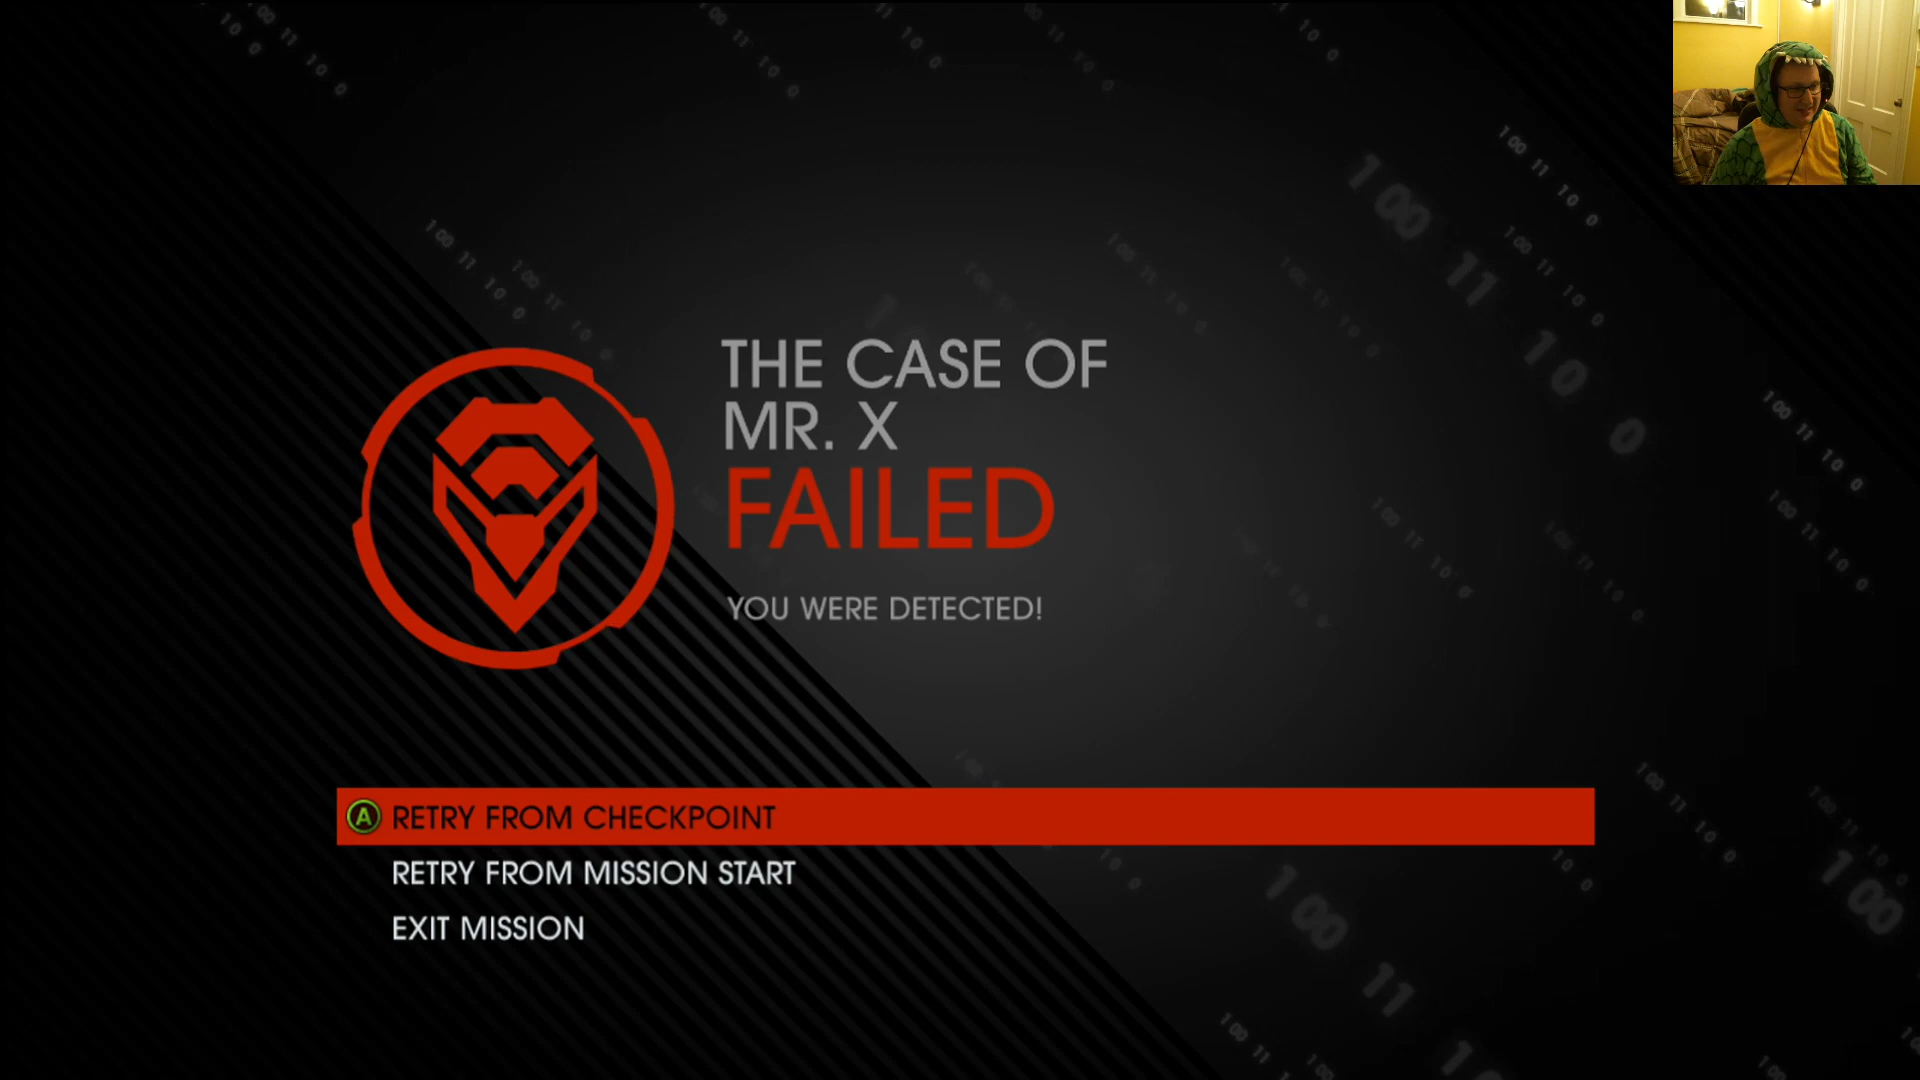 THE CASE OF
MR. X
FAILED
YOU WERE DETECTED!
A RETRY FROM CHECKPOINT
RETRY FROM MISSION START
EXIT MISSION